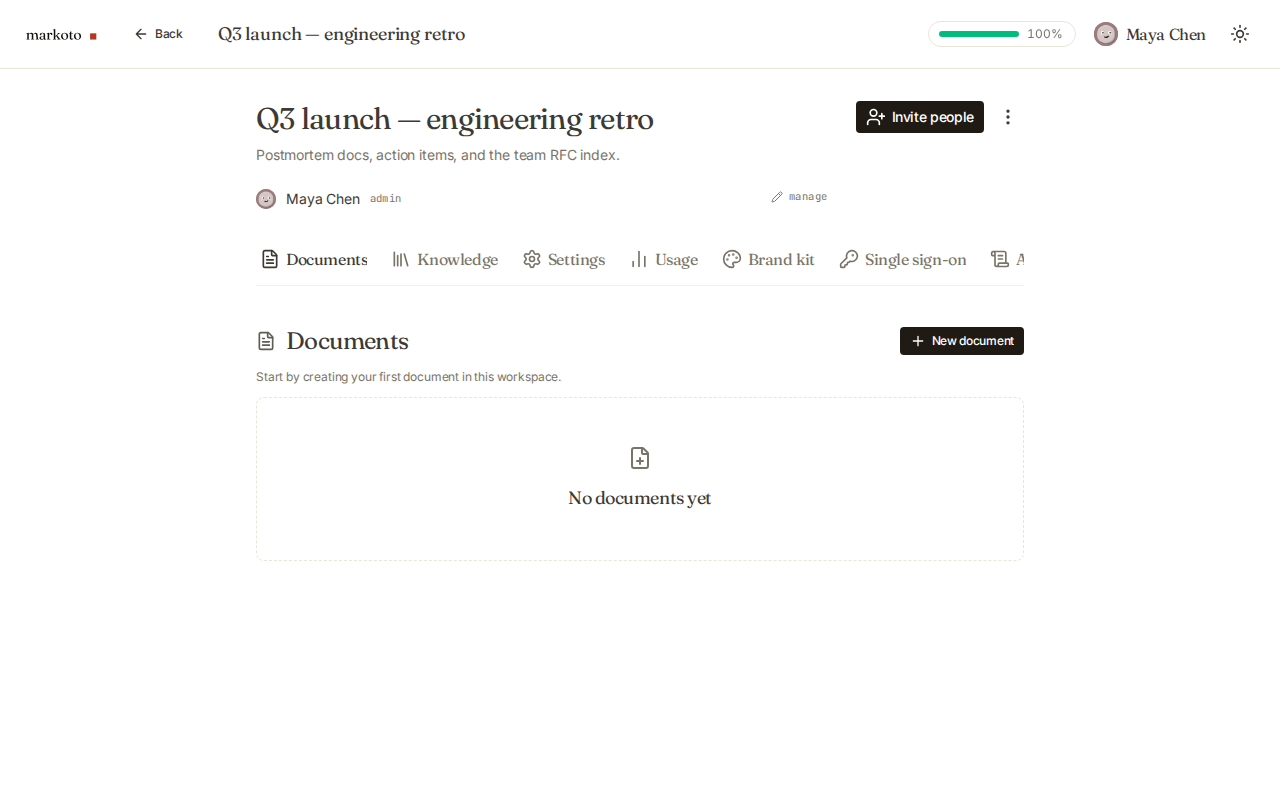 markoto
Back
Q3 launch — engineering retro
100%
Maya Chen
Q3 launch — engineering retro
Invite people
Postmortem docs, action items, and the team RFC index.
Maya Chen admin
manage
Documents Knowledge Settings Usage Brand kit Single sign-on
Documents
New document
Start by creating your first document in this workspace.
No documents yet